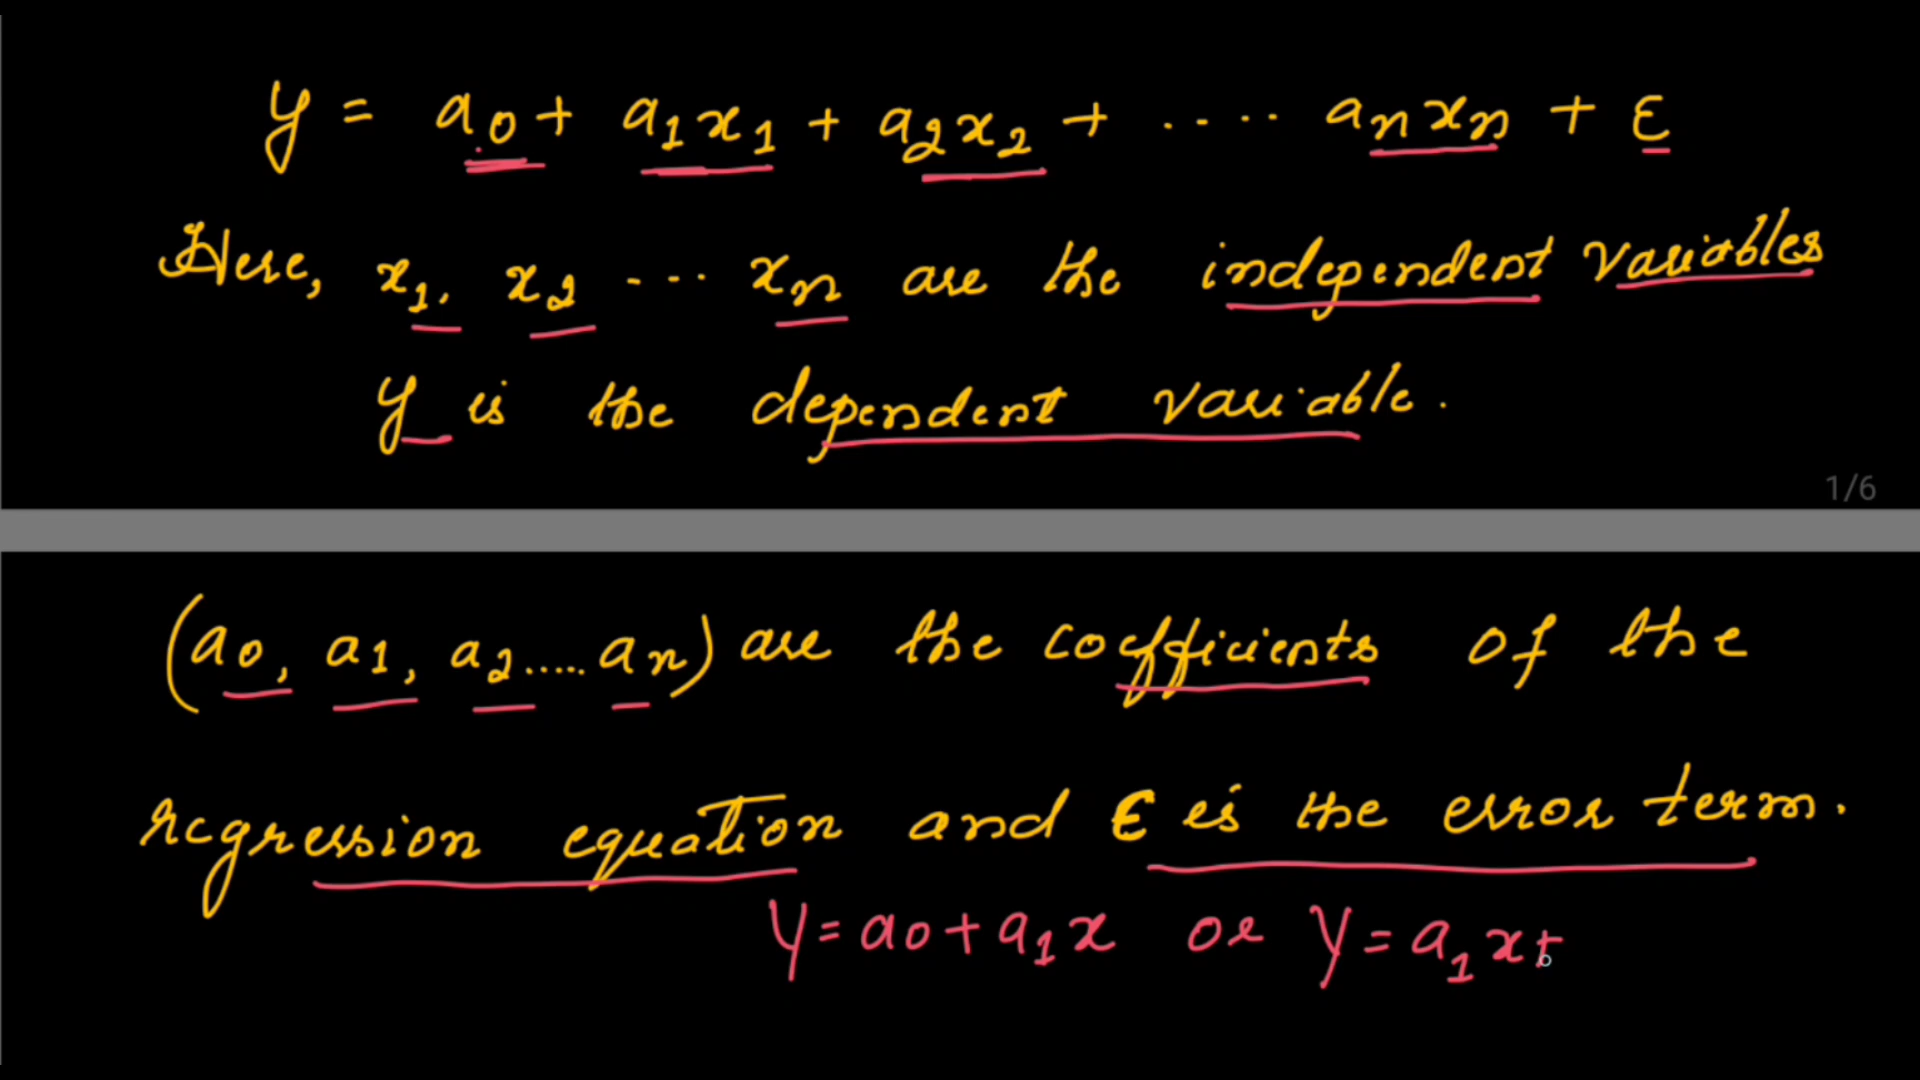 y = a0 + a1x1 + a2x2 + ..... anxn + ε
Here, x1, x2 ---.. xn are the independent variables
y is the dependent variable.
1/6
(a0, a1, a2..... an) are the coefficients of the
regression equation and ε is the error term.
Y = a0 + a1x or Y = a1x+